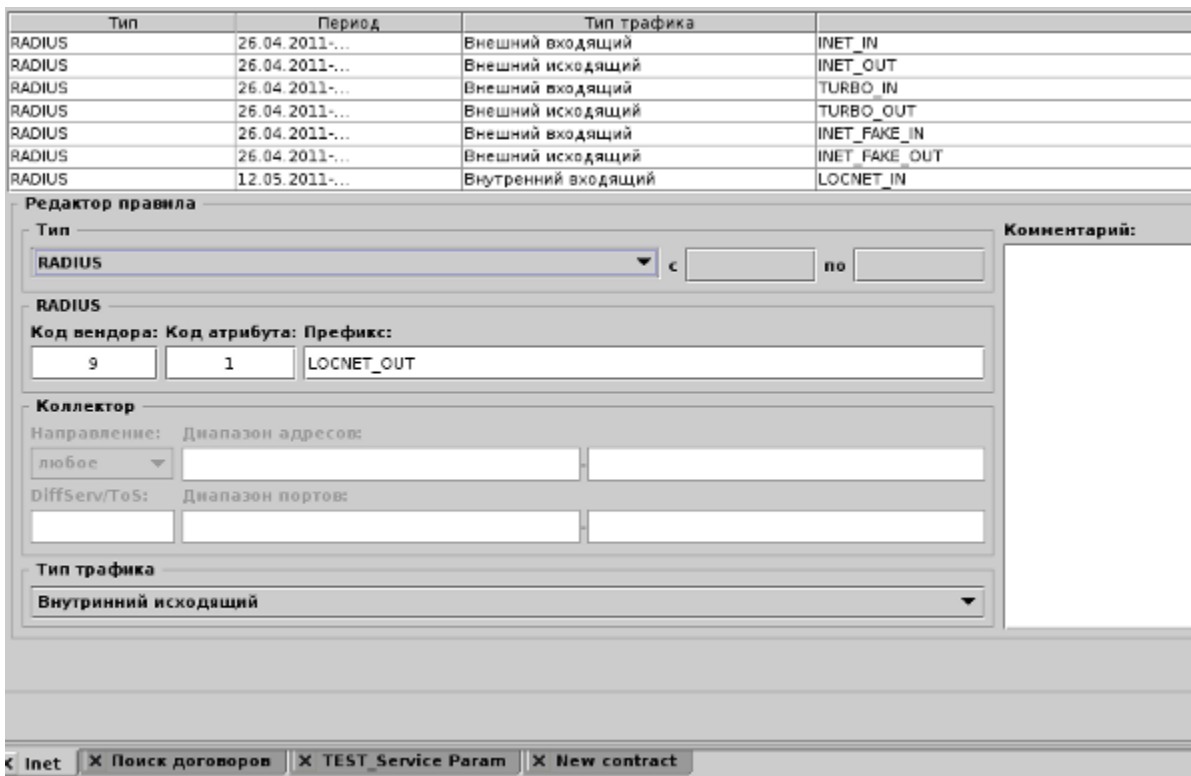 Тип Период Тип трафика
RADIUS 26.04.2011-... Внешний входящий INET_IN
RADIUS 26.04.2011-... Внешний исходящий INET_OUT
RADIUS 26.04.2011-... Внешний входящий TURBO_IN
RADIUS 26.04.2011-... Внешний исходящий TURBO_OUT
RADIUS 26.04.2011-... Внешний входящий INET_FAKE_IN
RADIUS 26.04.2011-... Внешний исходящий INET_FAKE_OUT
RADIUS 12.05.2011-... Внутренний входящий LOCNET_IN
Редактор правила
Тип Комментарий:
RADIUS с по
RADIUS
Код вендора: Код атрибута: Префикс:
9 1 LOCNET_OUT
Коллектор
Направление: Диапазон адресов:
любое -
DiffServ/ToS: Диапазон портов:
-
Тип трафика
Внутринний исходящий
X Inet X Поиск договоров X TEST_Service Param X New contract